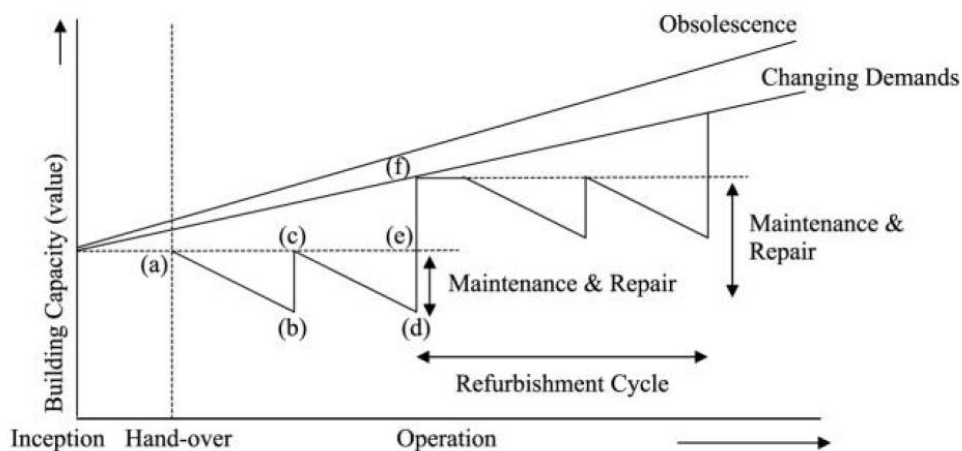 Obsolescence
Changing Demands
Building Capacity (value)
(f)
(c)
(e)
(a)
Maintenance &
Repair
Maintenance & Repair
(b)
(d)
Refurbishment Cycle
Inception
Hand-over
Operation